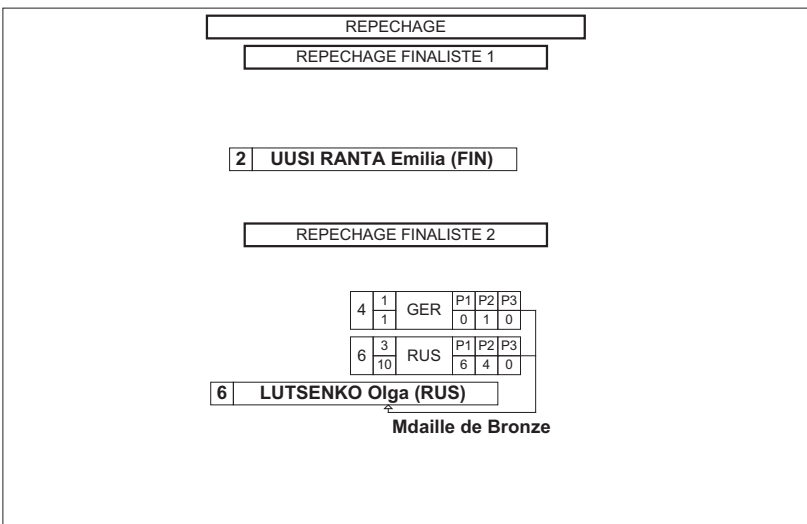 REPECHAGE
REPECHAGE FINALISTE 1
2 UUSI RANTA Emilia (FIN)
REPECHAGE FINALISTE 2
4 1 GER P1 P2 P3
1 0 1 0
6 3 RUS P1 P2 P3
10 6 4 0
6 LUTSENKO Olga (RUS)
Mdaille de Bronze